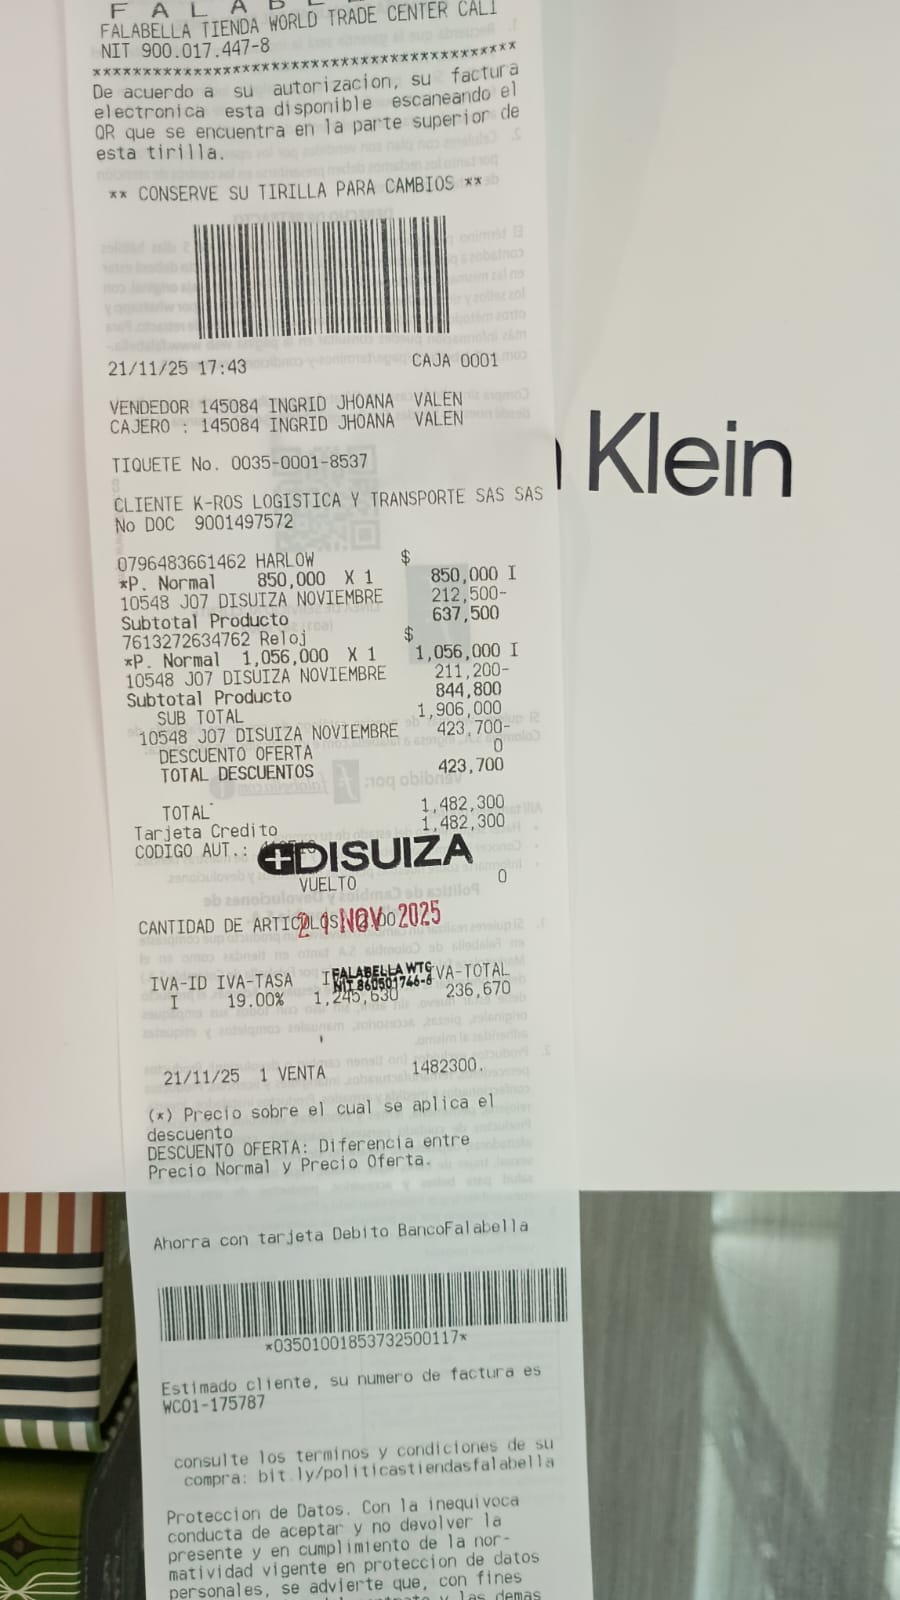 FALAB
FALABELLA TIENDA WORLD TRADE CENTER CALI
NIT 900.017.447-8
******************************************
De acuerdo a su autorizacion, su factura
electronica esta disponible escaneando el
QR que se encuentra en la parte superior de
esta tirilla.
** CONSERVE SU TIRILLA PARA CAMBIOS **
21/11/25 17:43 CAJA 0001
VENDEDOR 145084 INGRID JHOANA VALEN
CAJERO : 145084 INGRID JHOANA VALEN
TIQUETE No. 0035-0001-8537
Klein
CLIENTE K-ROS LOGISTICA Y TRANSPORTE SAS SAS
No DOC 9001497572
0796483661462 HARLOW $
*P. Normal 850,000 X 1 850,000 I
10548 J07 DISUIZA NOVIEMBRE 212,500-
Subtotal Producto 637,500
7613272634762 Reloj $
*P. Normal 1,056,000 X 1 1,056,000 I
10548 J07 DISUIZA NOVIEMBRE 211,200-
Subtotal Producto 844,800
SUB TOTAL 1,906,000
10548 J07 DISUIZA NOVIEMBRE 423,700-
DESCUENTO OFERTA 0
TOTAL DESCUENTOS 423,700
TOTAL 1,482,300
Tarjeta Credito 1,482,300
CODIGO AUT.:
DISUIZA
VUELTO 0
CANTIDAD DE ARTICULOS
21 NOV 2025
FALABELLA WTC
NIT.860501746-6
IVA-ID IVA-TASA IVA-TOTAL
I 19.00% 1,245,630 236,670
21/11/25 1 VENTA 1482300.
(*) Precio sobre el cual se aplica el
descuento
DESCUENTO OFERTA: Diferencia entre
Precio Normal y Precio Oferta.
Ahorra con tarjeta Debito BancoFalabella
*03501001853732500117*
Estimado cliente, su numero de factura es
WCO1-175787
consulte los terminos y condiciones de su
compra: bit.ly/politicastiendasfalabella
Proteccion de Datos. Con la inequivoca
conducta de aceptar y no devolver la
presente y en cumplimiento de la nor-
matividad vigente en proteccion de datos
personales, se advierte que, con fines
y las demas